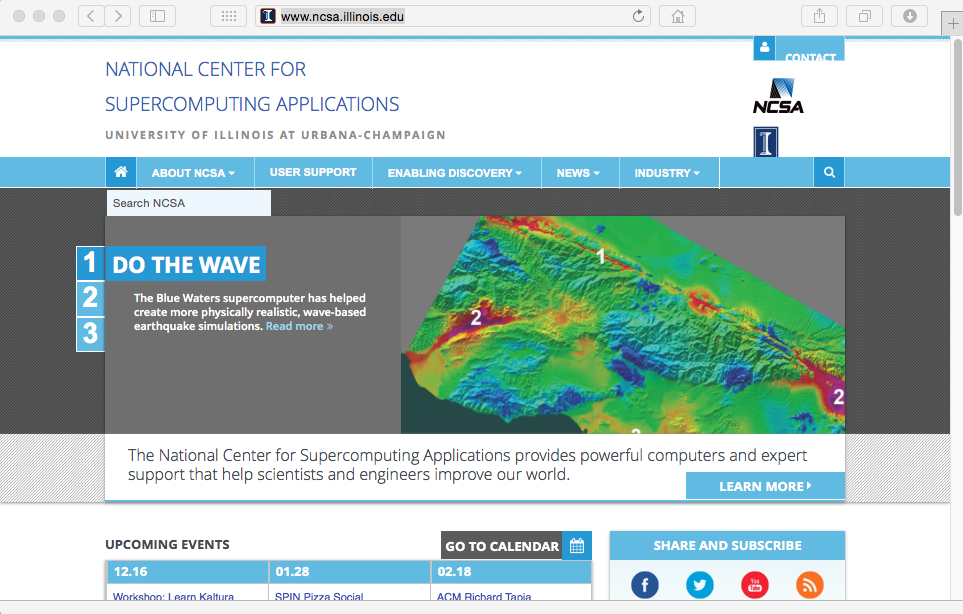 www.ncsa.illinois.edu
CONTACT
NATIONAL CENTER FOR
SUPERCOMPUTING APPLICATIONS
UNIVERSITY OF ILLINOIS AT URBANA-CHAMPAIGN
NCSA
I
ABOUT NCSA USER SUPPORT ENABLING DISCOVERY NEWS INDUSTRY
Search NCSA
1 DO THE WAVE
2
3
The Blue Waters supercomputer has helped
create more physically realistic, wave-based
earthquake simulations. Read more »
1
2
2
The National Center for Supercomputing Applications provides powerful computers and expert
support that help scientists and engineers improve our world.
LEARN MORE
UPCOMING EVENTS
GO TO CALENDAR
SHARE AND SUBSCRIBE
12.16 01.28 02.18
Workshop: Learn Kaltura SPIN Pizza Social ACM Richard Tapia
You
Tube